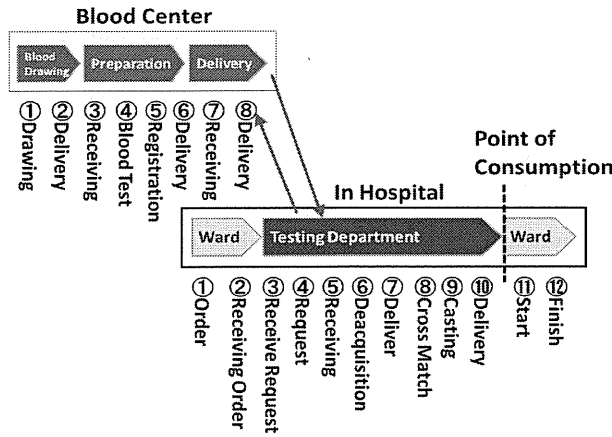 Blood Center
Blood
Drawing
Preparation
Delivery
①Drawing
②Delivery
③Receiving
④Blood Test
⑤Registration
⑥Delivery
⑦Receiving
⑧Delivery
Point of
Consumption
In Hospital
Ward
Testing Department
Ward
①Order
②Receiving Order
③Receive Request
④Request
⑤Receiving
⑥Deacquisition
⑦Deliver
⑧Cross Match
⑨Casting
⑩Delivery
⑪Start
⑫Finish